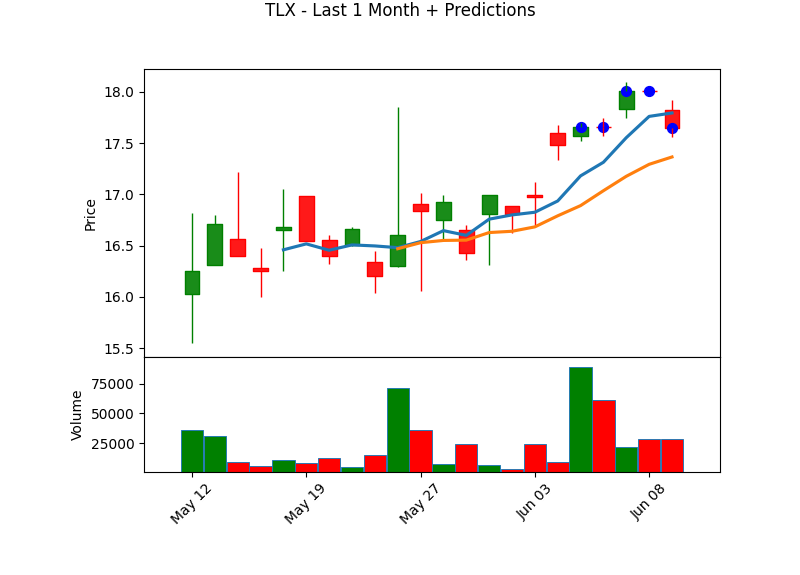 TLX - Last 1 Month + Predictions
Price
18.0
17.5
17.0
16.5
16.0
15.5
Volume
75000
50000
25000
May 12
May 19
May 27
Jun 03
Jun 08